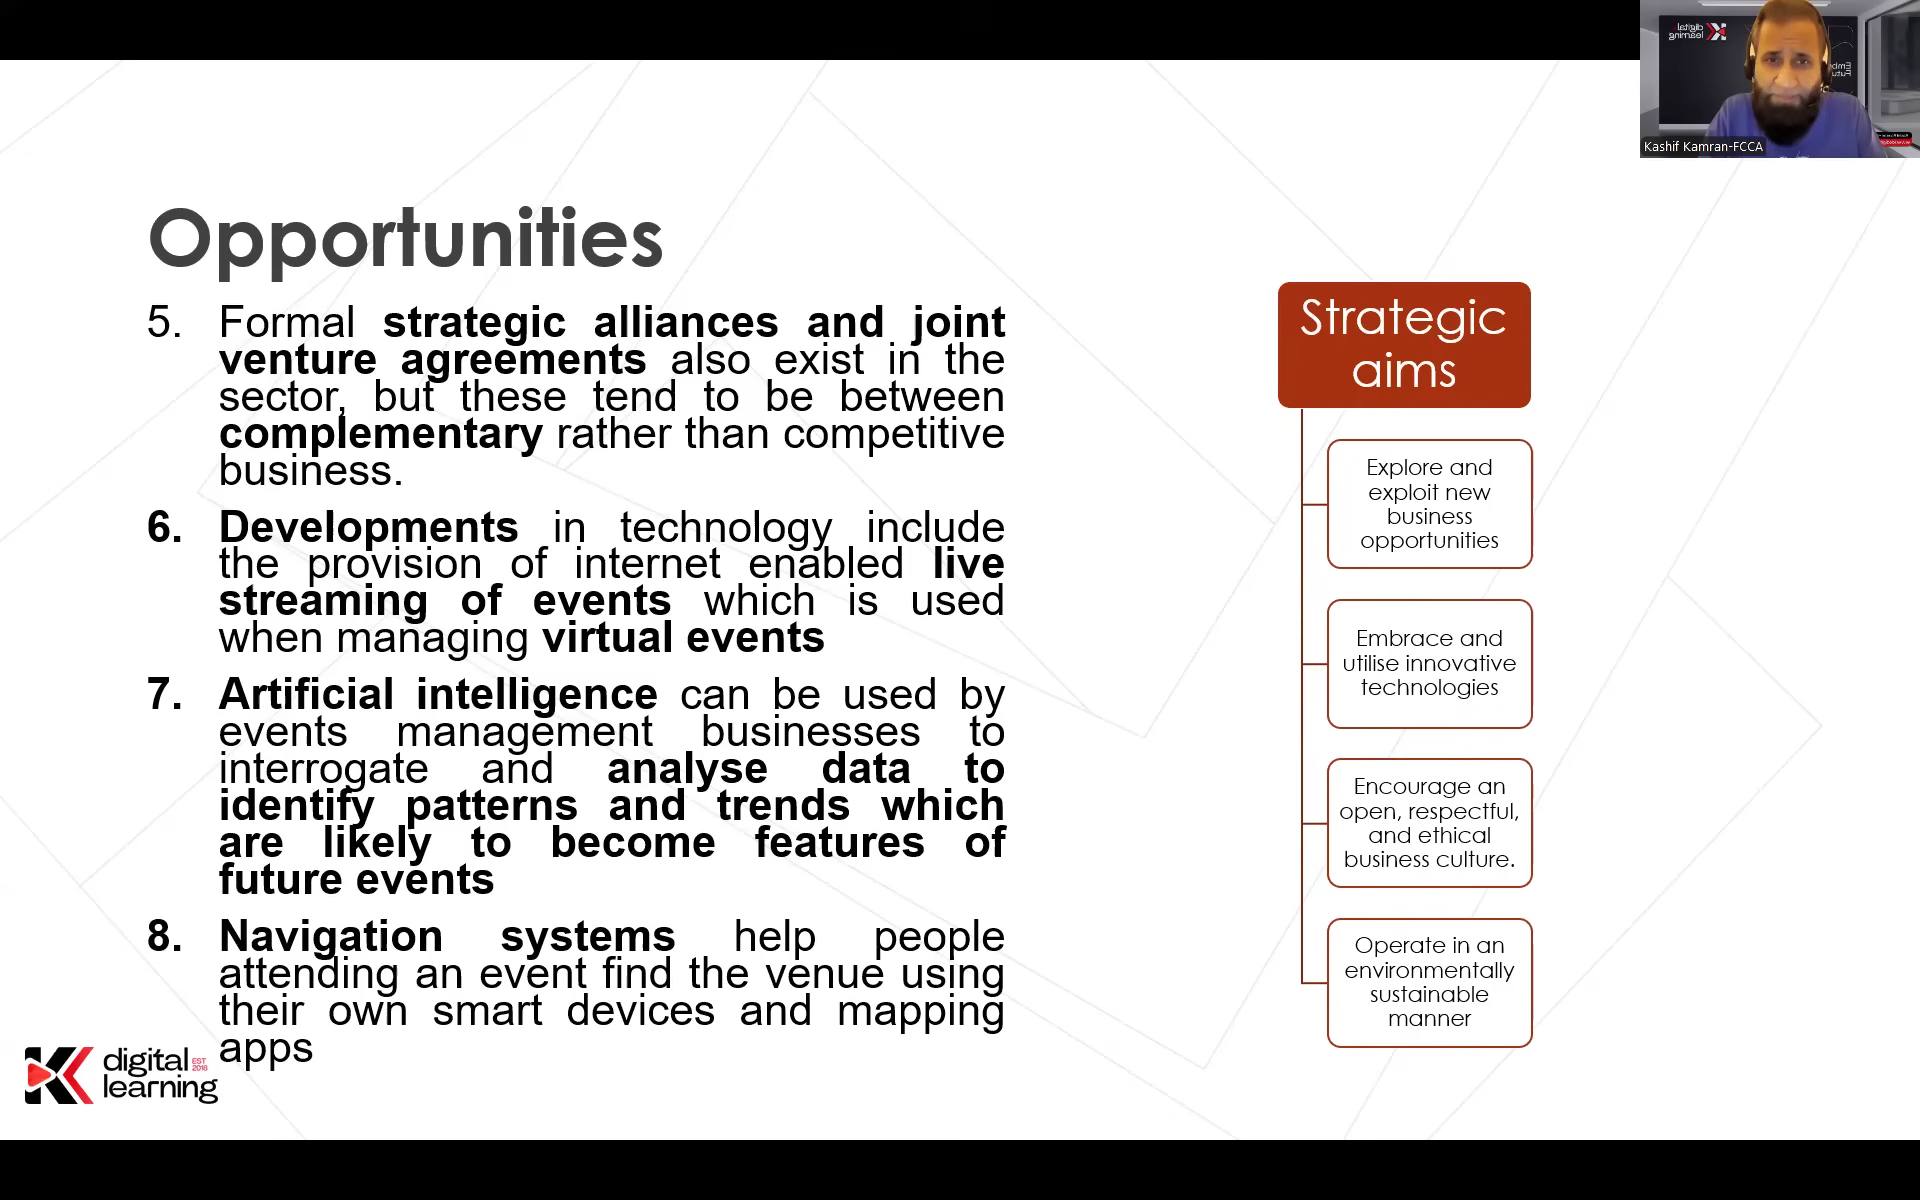 digital
learning
Kashif Kamran-FCCA
Opportunities
5. Formal strategic alliances and joint
venture agreements also exist in the
sector, but these tend to be between
complementary rather than competitive
business.
6. Developments in technology include
the provision of internet enabled live
streaming of events which is used
when managing virtual events
7. Artificial intelligence can be used by
events management businesses to
interrogate and analyse data to
identify patterns and trends which
are likely to become features of
future events
8. Navigation systems help people
attending an event find the venue using
their own smart devices and mapping
apps
Strategic
aims
Explore and
exploit new
business
opportunities
Embrace and
utilise innovative
technologies
Encourage an
open, respectful,
and ethical
business culture.
Operate in an
environmentally
sustainable
manner
digital EST 2018
learning